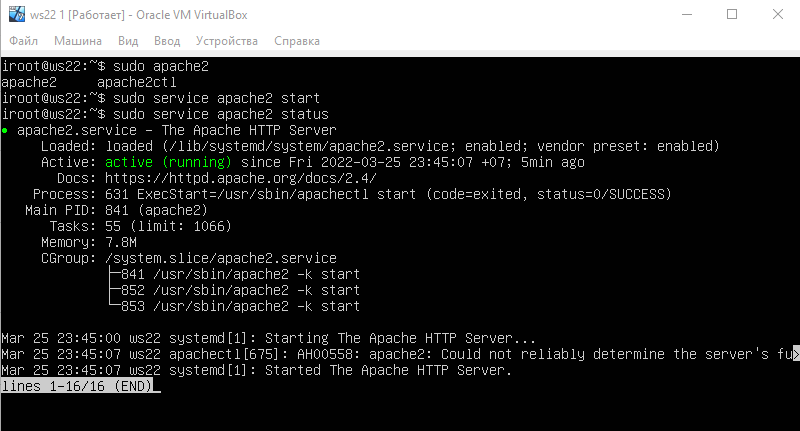 ws22 1 [Работает] - Oracle VM VirtualBox
Файл Машина Вид Ввод Устройства Справка
iroot@ws22:~$ sudo apache2
apache2     apache2ctl
iroot@ws22:~$ sudo service apache2 start
iroot@ws22:~$ sudo service apache2 status
● apache2.service – The Apache HTTP Server
     Loaded: loaded (/lib/systemd/system/apache2.service; enabled; vendor preset: enabled)
     Active: active (running) since Fri 2022-03-25 23:45:07 +07; 5min ago
       Docs: https://httpd.apache.org/docs/2.4/
    Process: 631 ExecStart=/usr/sbin/apachectl start (code=exited, status=0/SUCCESS)
   Main PID: 841 (apache2)
      Tasks: 55 (limit: 1066)
     Memory: 7.8M
     CGroup: /system.slice/apache2.service
             ├─841 /usr/sbin/apache2 -k start
             ├─852 /usr/sbin/apache2 -k start
             └─853 /usr/sbin/apache2 -k start
Mar 25 23:45:00 ws22 systemd[1]: Starting The Apache HTTP Server...
Mar 25 23:45:07 ws22 apachectl[675]: AH00558: apache2: Could not reliably determine the server's fu>
Mar 25 23:45:07 ws22 systemd[1]: Started The Apache HTTP Server.
lines 1-16/16 (END)